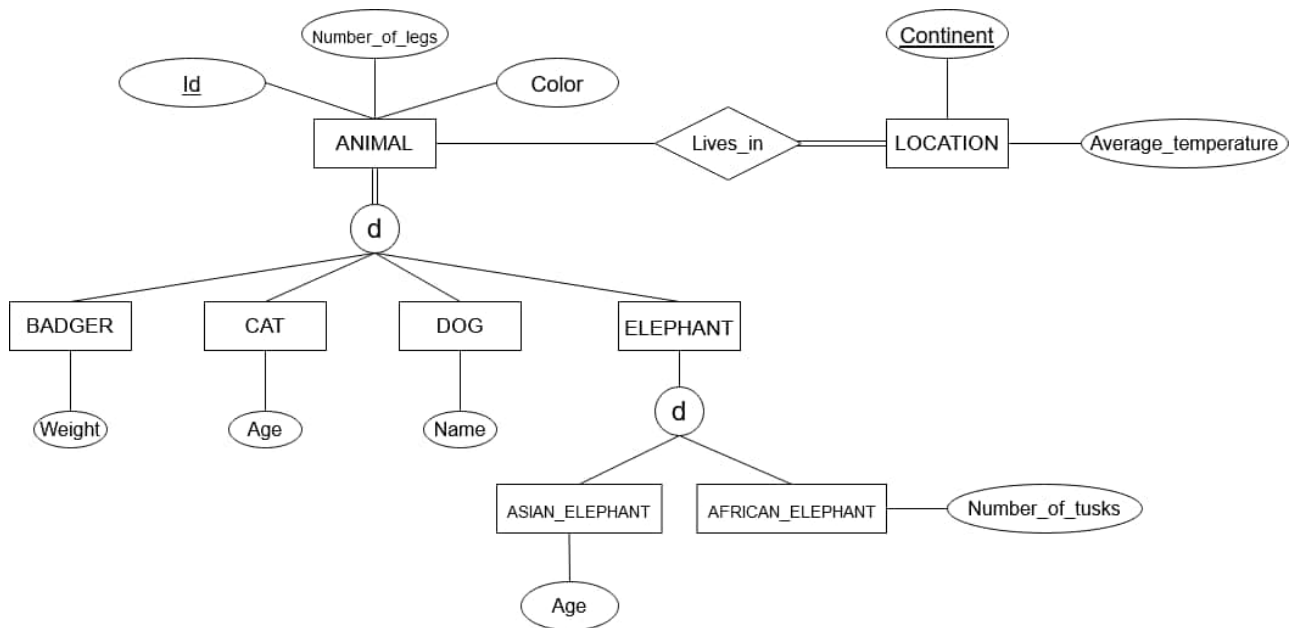 Number_of_legs
Continent
Id
Color
ANIMAL
Lives_in
LOCATION
Average_temperature
d
BADGER
CAT
DOG
ELEPHANT
Weight
Age
Name
d
ASIAN_ELEPHANT
AFRICAN_ELEPHANT
Number_of_tusks
Age